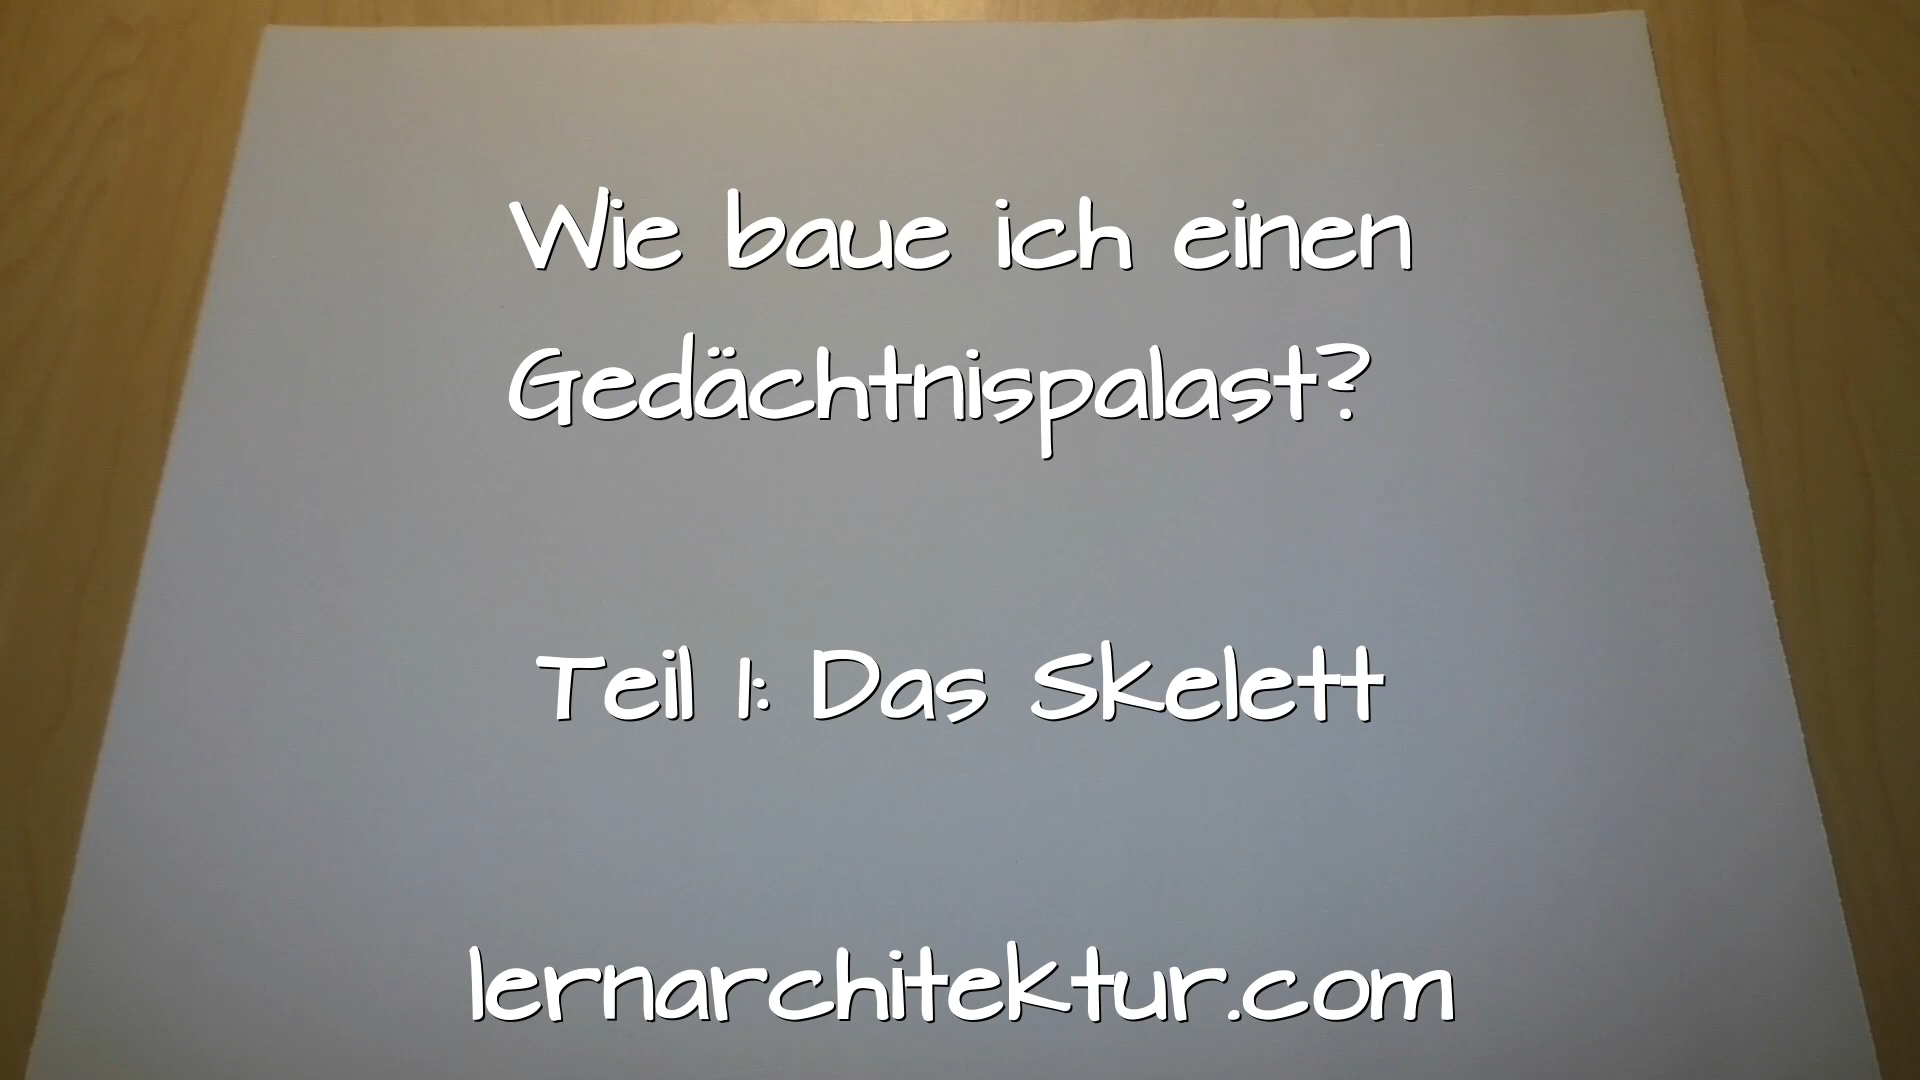 Wie baue ich einen
Gedächtnispalast?
Teil 1: Das Skelett
lernarchitektur.com